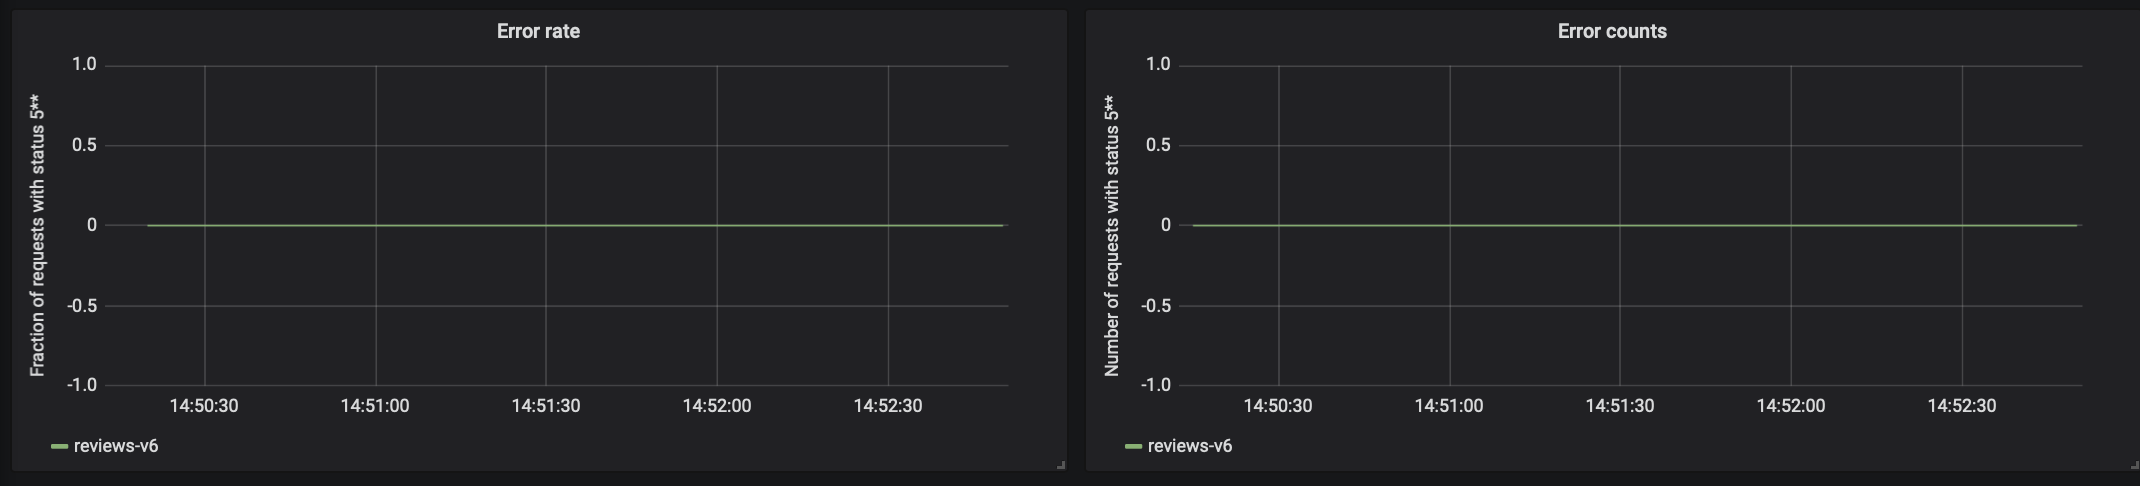 Error rate
Fraction of requests with status 5**
1.0
0.5
0
-0.5
-1.0
14:50:30 14:51:00 14:51:30 14:52:00 14:52:30
reviews-v6
Error counts
Number of requests with status 5**
1.0
0.5
0
-0.5
-1.0
14:50:30 14:51:00 14:51:30 14:52:00 14:52:30
reviews-v6